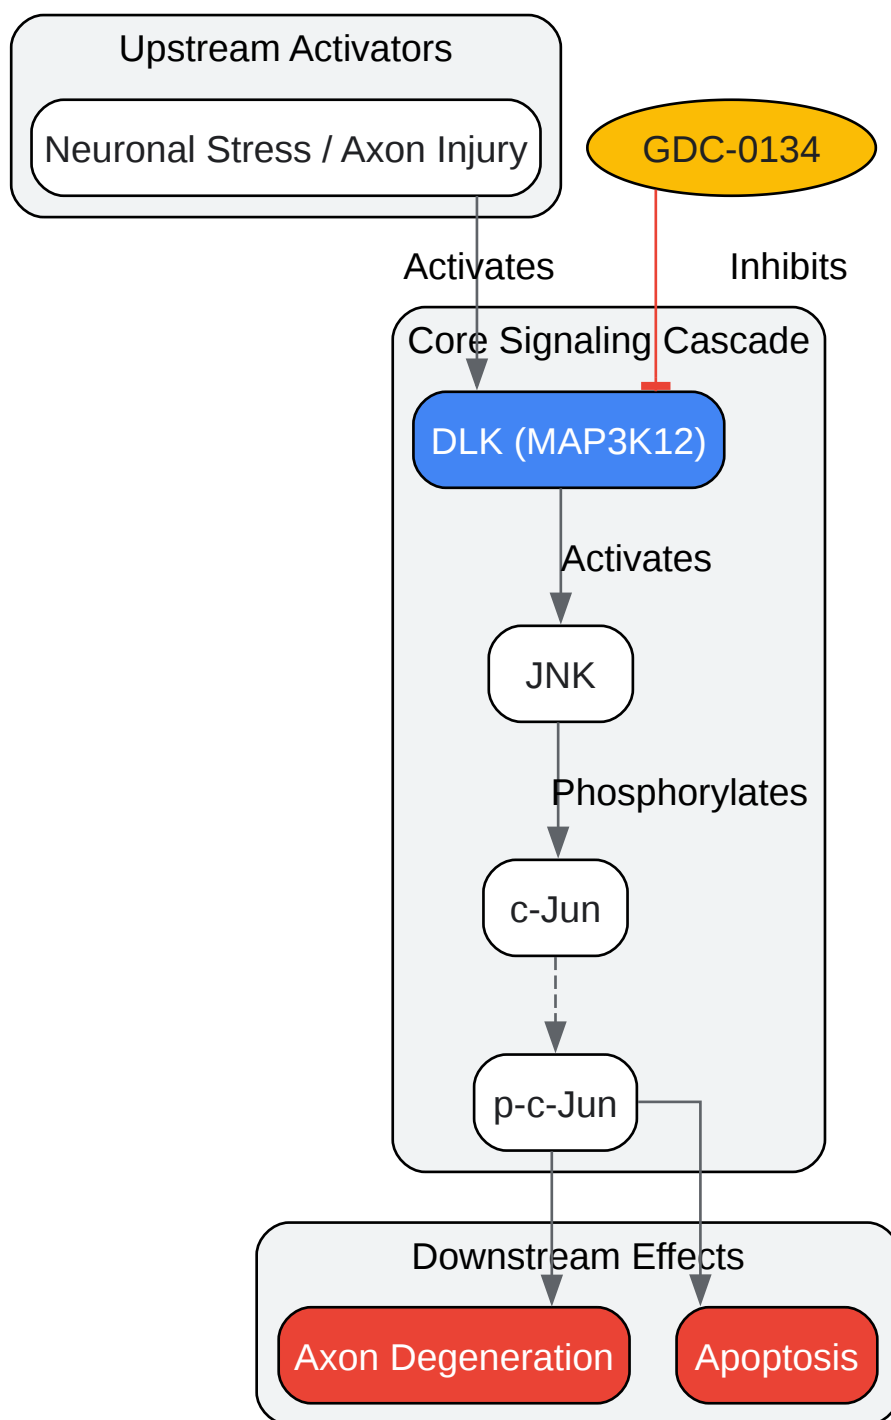 Upstream Activators
Neuronal Stress / Axon Injury
GDC-0134
Activates
Inhibits
Core Signaling Cascade
DLK (MAP3K12)
Activates
JNK
Phosphorylates
c-Jun
p-c-Jun
Downstream Effects
Axon Degeneration
Apoptosis